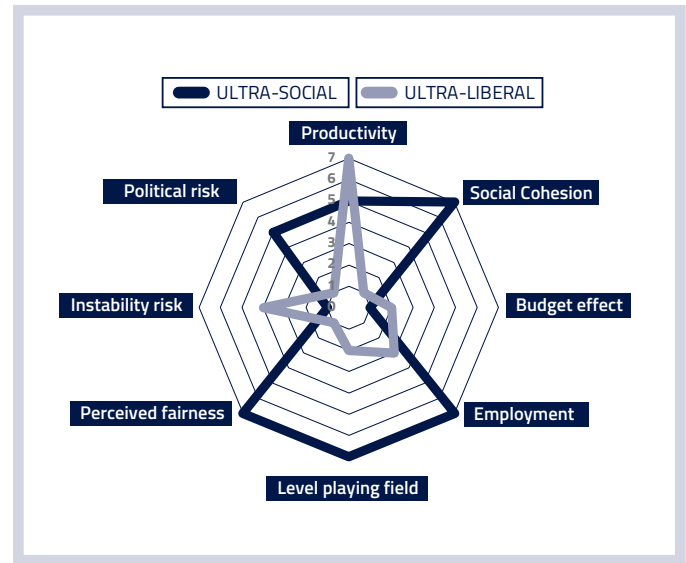 ULTRA-SOCIAL
ULTRA-LIBERAL
Productivity
Political risk
Social Cohesion
7
6
5
4
3
2
1
0
Instability risk
Budget effect
Perceived fairness
Employment
Level playing field